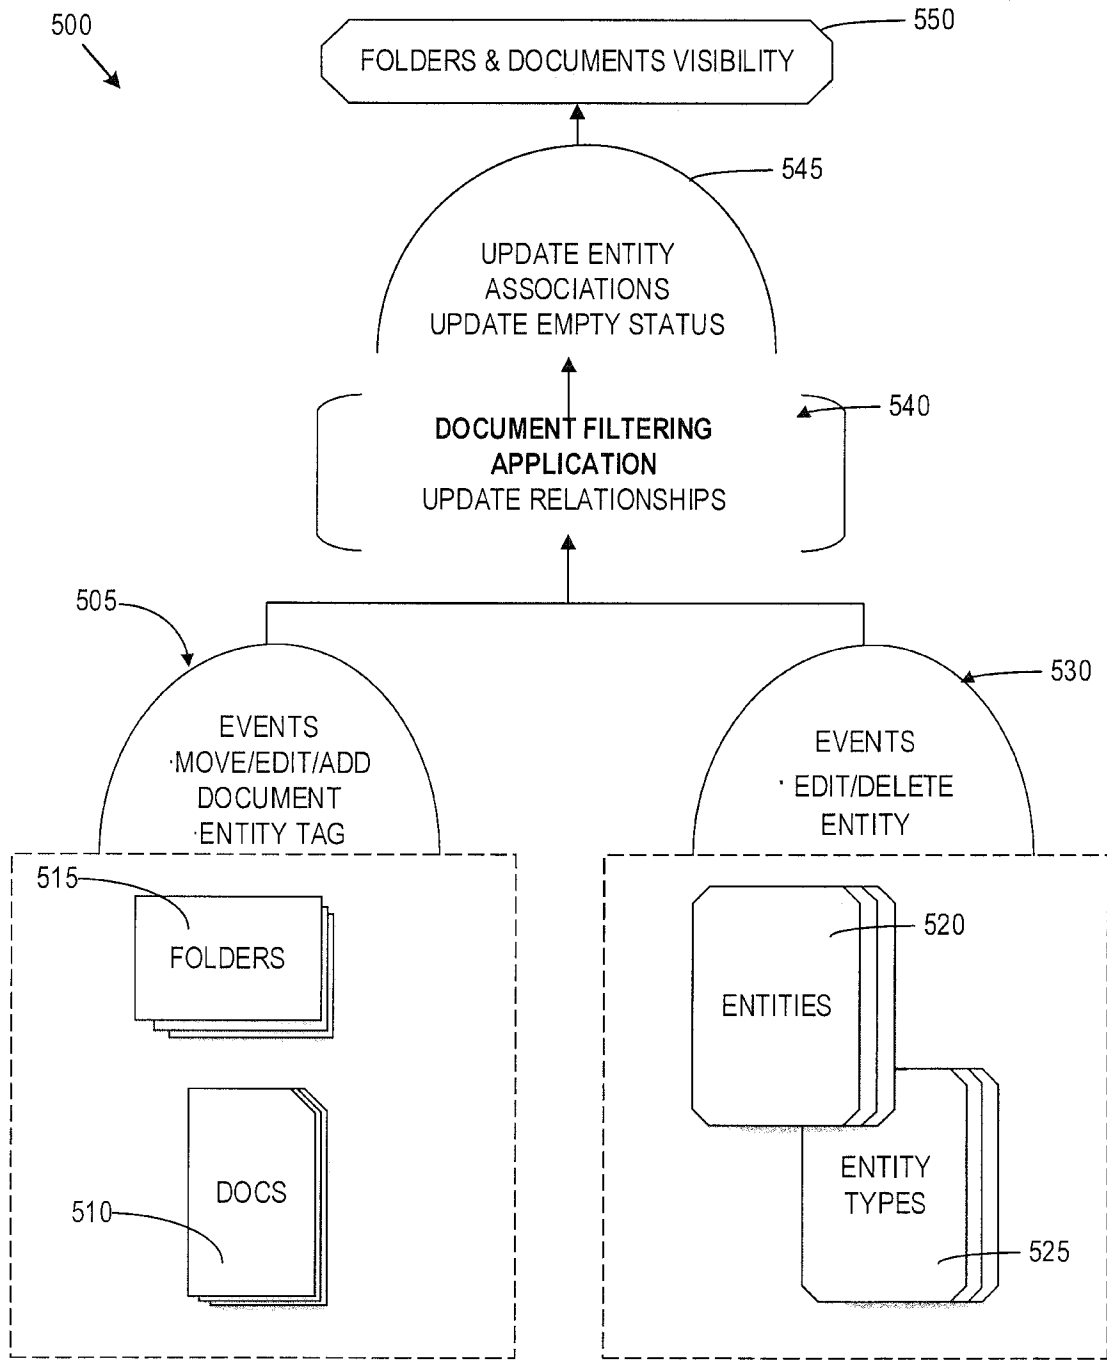 500
550
FOLDERS & DOCUMENTS VISIBILITY
545
UPDATE ENTITY
ASSOCIATIONS
UPDATE EMPTY STATUS
540
DOCUMENT FILTERING
APPLICATION
UPDATE RELATIONSHIPS
505
530
EVENTS
·MOVE/EDIT/ADD
DOCUMENT
·ENTITY TAG
EVENTS
· EDIT/DELETE
ENTITY
515
FOLDERS
520
ENTITIES
DOCS
510
ENTITY
TYPES
525